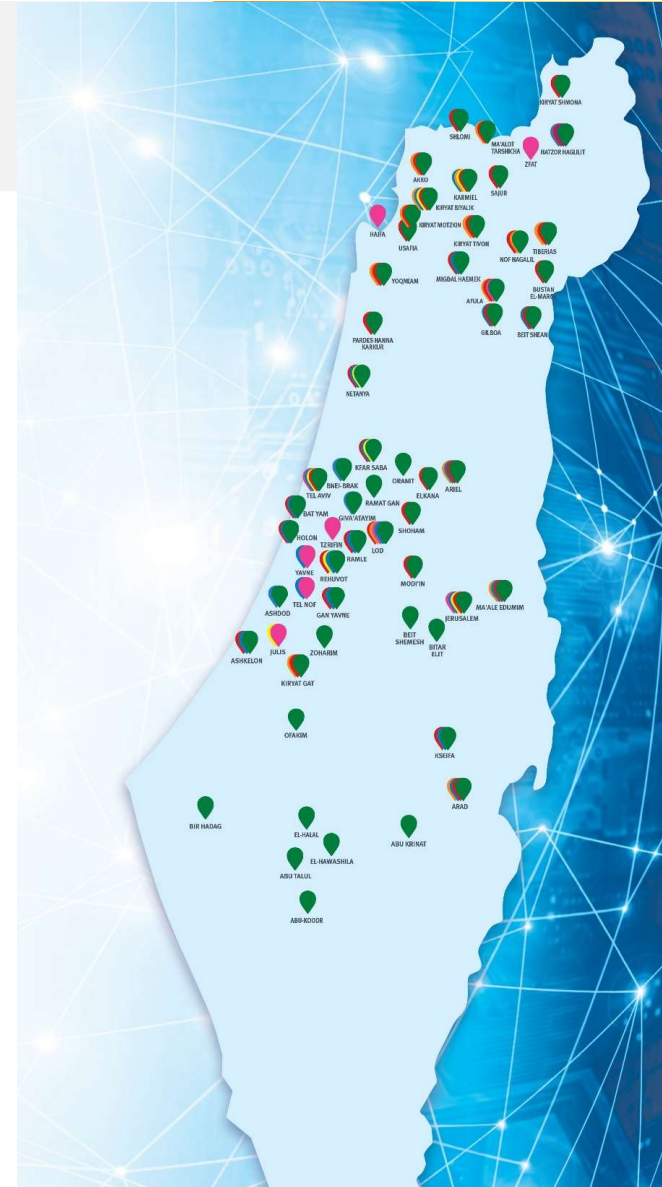 KIRYAT SHMONA
SHLOMI
MA'ALOT
TARSHICHA
ZFAT
HATZOR HAGLILIT
AKKO
KARMIEL
SAJUR
KIRYAT BIYALIK
HAIFA
KIRYAT MOTZKIN
USAFIA
KIRYAT TIVON
NOF HAGALIL
TIBERIAS
YOQNEAM
MIGDAL HAEMEK
BUSTAN
EL-MARG
AFULA
GILBOA
BEIT SHEAN
PARDES HANNA
KARKUR
NETANYA
KFAR SABA
BNEI-BRAK
ORANIT
ELKANA
ARIEL
TEL AVIV
RAMAT GAN
BAT YAM
GIVA'ATAYIM
SHOHAM
HOLON
TZRIFIN
RAMLE
LOD
YAVNE
REHUVOT
MODI'IN
TEL NOF
ASHDOD
GAN YAVNE
JERUSALEM
MA'ALE EDUMIM
BEIT
SHEMESH
BITAR
ELIT
ASHKELON
JULIS
ZOHARIM
KIRYAT GAT
OFAKIM
KSEIFA
ARAD
BIR HADAG
EL-HALAL
ABU KRINAT
EL-HAWASHILA
ABU TALUL
ABU-KOODR